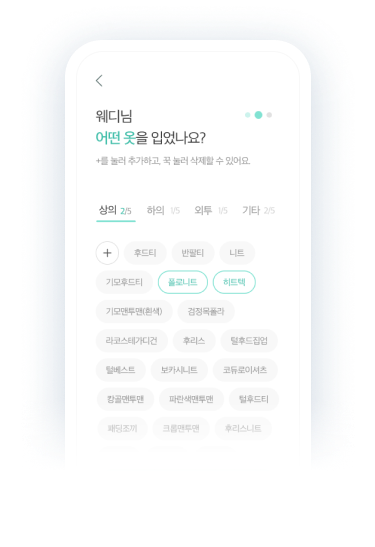 웨디님
어떤 옷을 입었나요?
+를 눌러 추가하고, 꾹 눌러 삭제할 수 있어요.
상의 2/5 하의 1/5 외투 1/5 기타 2/5
+ 후드티 반팔티 니트
기모후드티 폴로니트 히트텍
기모맨투맨(흰색) 검정목폴라
라코스테가디건 후리스 털후드집업
털베스트 보카시니트 코듀로이셔츠
캉골맨투맨 파란색맨투맨 털후드티
패딩조끼 크롭맨투맨 후리스니트